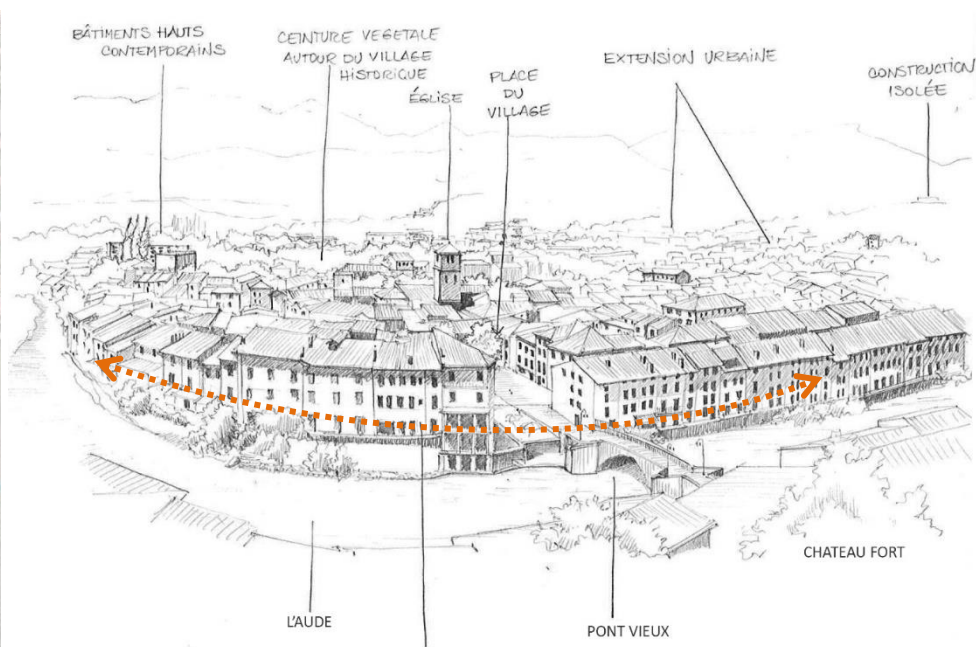 BÂTIMENTS HAUTS
CONTEMPORAINS
CEINTURE VEGETALE
AUTOUR DU VILLAGE
HISTORIQUE
ÉGLISE
PLACE
DU
VILLAGE
EXTENSION URBAINE
CONSTRUCTION
ISOLÉE
CHATEAU FORT
L'AUDE
PONT VIEUX